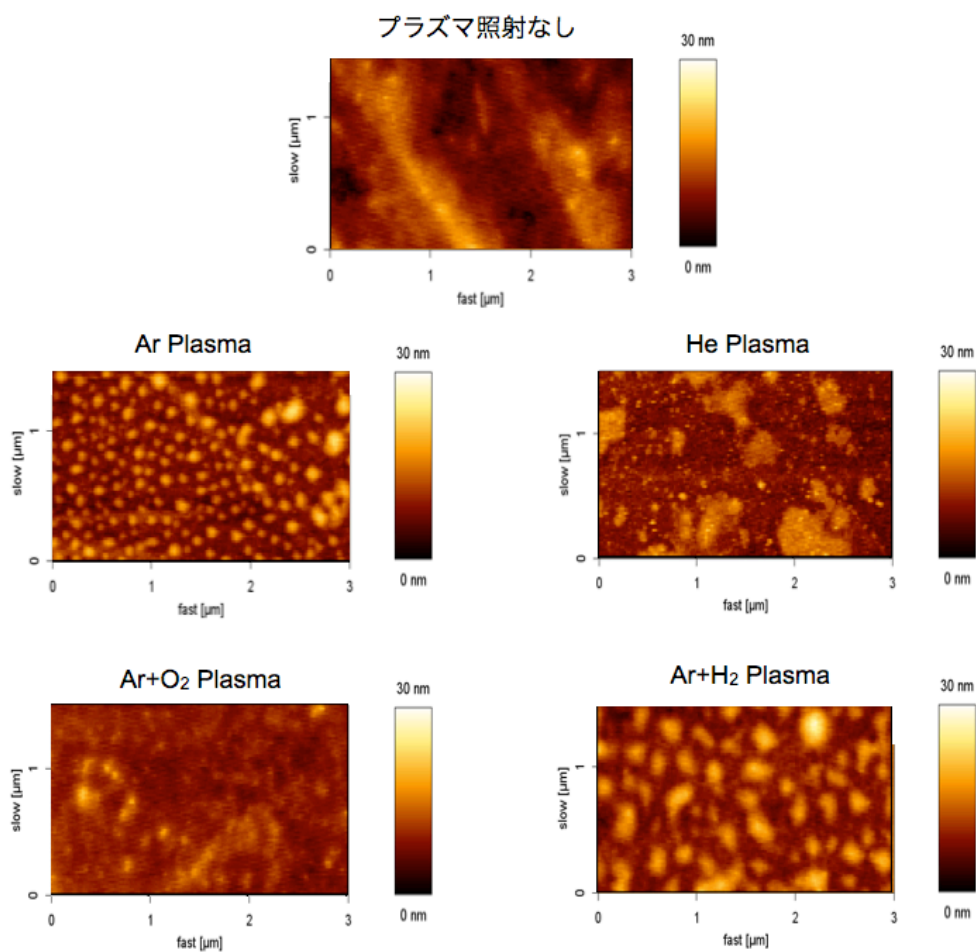 プラズマ照射なし
30 nm
slow [µm]
1
0
0 nm
0
1
2
3
fast [µm]
Ar Plasma
30 nm
slow [µm]
1
0
0 nm
0
1
2
3
fast [µm]
He Plasma
30 nm
slow [µm]
1
0
0 nm
0
1
2
3
fast [µm]
Ar+O₂ Plasma
30 nm
slow [µm]
1
0
0 nm
0
1
2
3
fast [µm]
Ar+H₂ Plasma
30 nm
slow [µm]
1
0
0 nm
0
1
2
3
fast [µm]